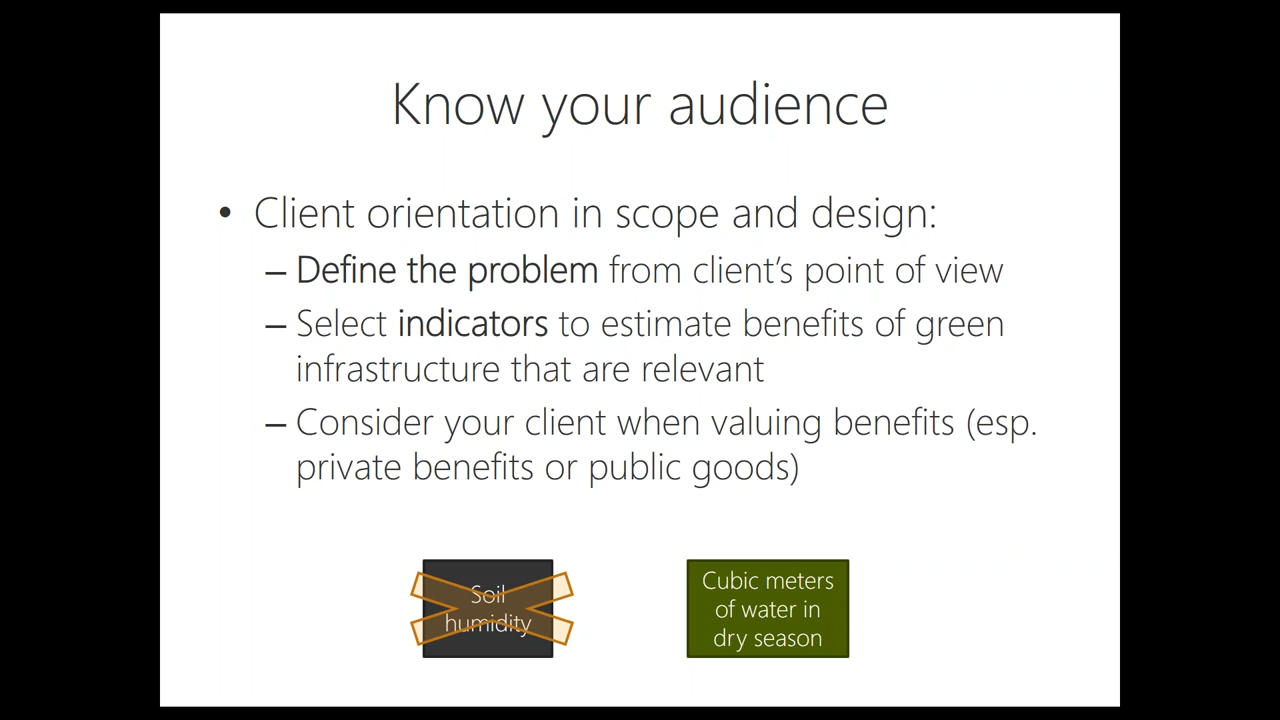 Know your audience
• Client orientation in scope and design:
– Define the problem from client's point of view
– Select indicators to estimate benefits of green
infrastructure that are relevant
– Consider your client when valuing benefits (esp.
private benefits or public goods)
Soil
humidity
Cubic meters
of water in
dry season